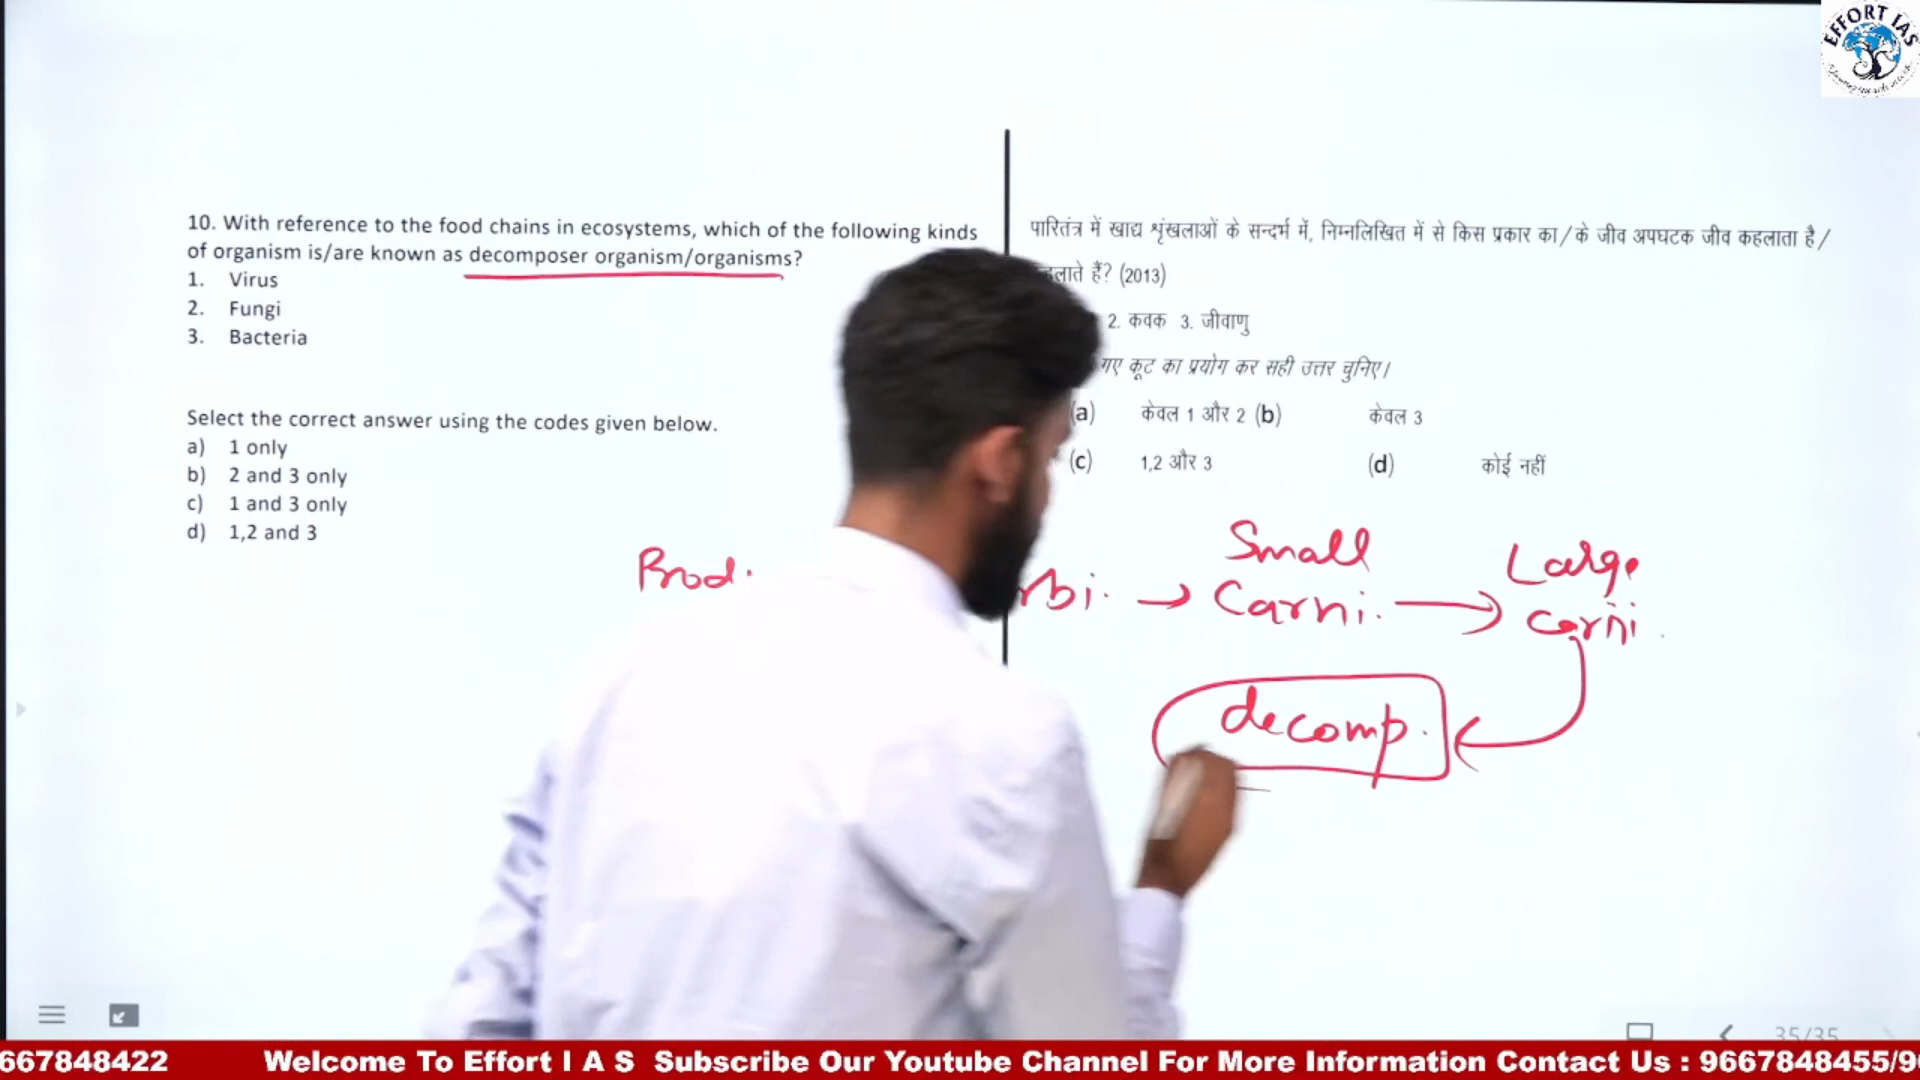 EFFORT IAS
10. With reference to the food chains in ecosystems, which of the following kinds
of organism is/are known as decomposer organism/organisms?
1. Virus
2. Fungi
3. Bacteria
Select the correct answer using the codes given below.
a) 1 only
b) 2 and 3 only
c) 1 and 3 only
d) 1,2 and 3
पारितंत्र में खाद्य शृंखलाओं के सन्दर्भ में, निम्नलिखित में से किस प्रकार का/के जीव अपघटक जीव कहलाता है/
हैं? (2013)
2. कवक 3. जीवाणु
कूट का प्रयोग कर सही उत्तर चुनिए।
(a) केवल 1 और 2 (b) केवल 3
(c) 1,2 और 3 (d) कोई नहीं
Prod. → Small Carni. → Large Carni.
decomp.
35/35
667848422 Welcome To Effort I A S Subscribe Our Youtube Channel For More Information Contact Us : 9667848455/9